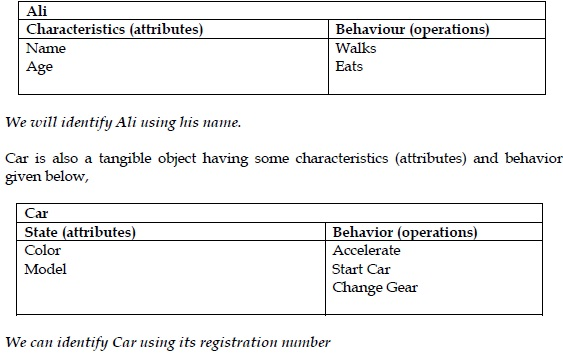 Ali
Characteristics (attributes) Behaviour (operations)
Name Walks
Age Eats
We will identify Ali using his name.
Car is also a tangible object having some characteristics (attributes) and behavior
given below,
Car
State (attributes) Behavior (operations)
Color Accelerate
Model Start Car
Change Gear
We can identify Car using its registration number